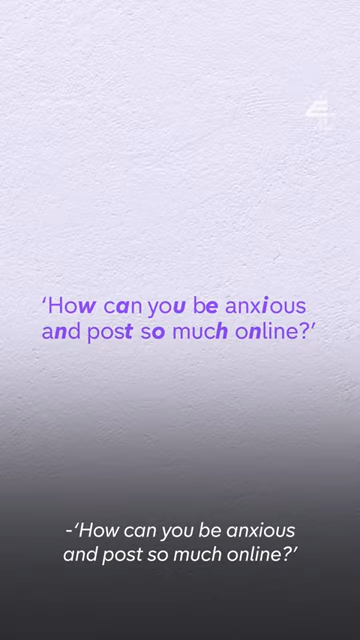 4
‘How can you be anxious
and post so much online?’
-‘How can you be anxious
and post so much online?’